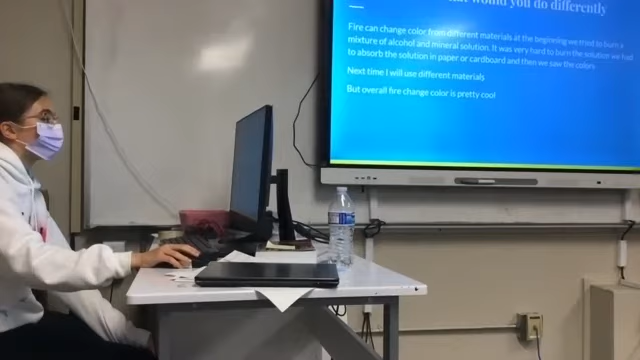 would you do differently
Fire can change color from different materials at the beginning we tried to burn a
mixture of alcohol and mineral solution. It was very hard to burn the solution we had
to absorb the solution in paper or cardboard and then we saw the colors
Next time I will use different materials
But overall fire change color is pretty cool